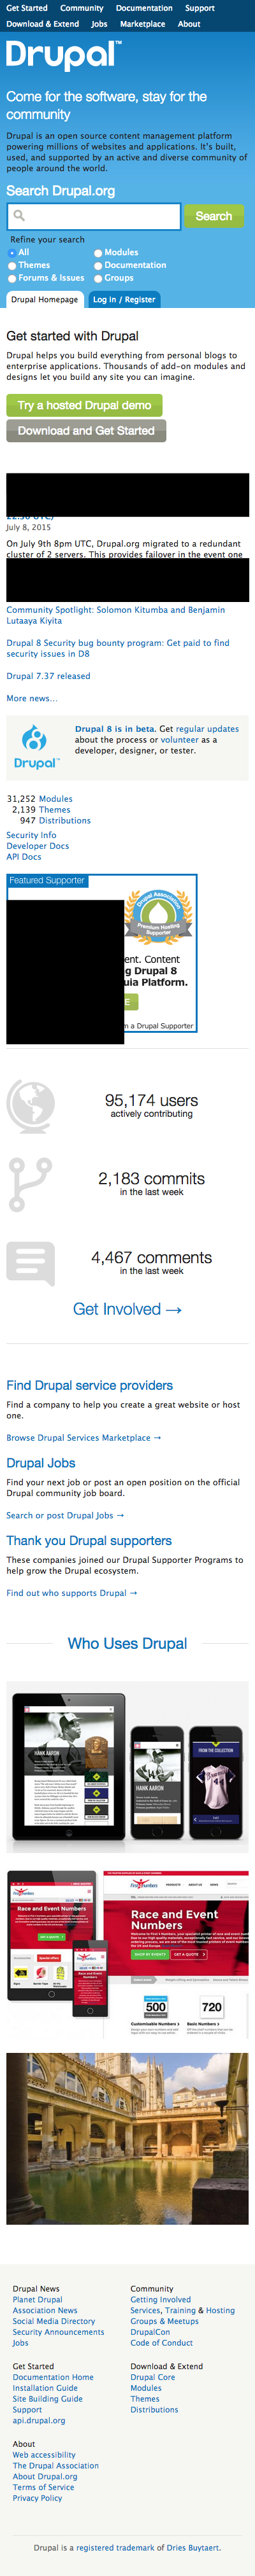 Get Started Community Documentation Support
Download & Extend Jobs Marketplace About
Drupal™
Come for the software, stay for the
community
Drupal is an open source content management platform
powering millions of websites and applications. It's built,
used, and supported by an active and diverse community of
people around the world.
Search Drupal.org
Search
Refine your search
All Modules
Themes Documentation
Forums & Issues Groups
Drupal Homepage Log in / Register
Get started with Drupal
Drupal helps you build everything from personal blogs to
enterprise applications. Thousands of add-on modules and
designs let you build any site you can imagine.
Try a hosted Drupal demo
Download and Get Started
July 8, 2015
On July 9th 8pm UTC, Drupal.org migrated to a redundant
cluster of 2 servers. This provides failover in the event one
Community Spotlight: Solomon Kitumba and Benjamin
Lutaaya Kiyita
Drupal 8 Security bug bounty program: Get paid to find
security issues in D8
Drupal 7.37 released
More news...
Drupal 8 is in beta. Get regular updates
about the process or volunteer as a
developer, designer, or tester.
Drupal™
31,252 Modules
2,139 Themes
947 Distributions
Security Info
Developer Docs
API Docs
Featured Supporter
Drupal Association
Premium Hosting
Supporter
ent. Content
g Drupal 8
uia Platform.
E
m a Drupal Supporter
95,174 users
actively contributing
2,183 commits
in the last week
4,467 comments
in the last week
Get Involved →
Find Drupal service providers
Find a company to help you create a great website or host
one.
Browse Drupal Services Marketplace →
Drupal Jobs
Find your next job or post an open position on the official
Drupal community job board.
Search or post Drupal Jobs →
Thank you Drupal supporters
These companies joined our Drupal Supporter Programs to
help grow the Drupal ecosystem.
Find out who supports Drupal →
Who Uses Drupal
HANK AARON
HANK AARON
FROM THE COLLECTION
Race and Event
Numbers
Race and Event
Numbers
Race and Event
Numbers
500
720
Drupal News
Planet Drupal
Association News
Social Media Directory
Security Announcements
Jobs
Community
Getting Involved
Services, Training & Hosting
Groups & Meetups
DrupalCon
Code of Conduct
Get Started
Documentation Home
Installation Guide
Site Building Guide
Support
api.drupal.org
Download & Extend
Drupal Core
Modules
Themes
Distributions
About
Web accessibility
The Drupal Association
About Drupal.org
Terms of Service
Privacy Policy
Drupal is a registered trademark of Dries Buytaert.